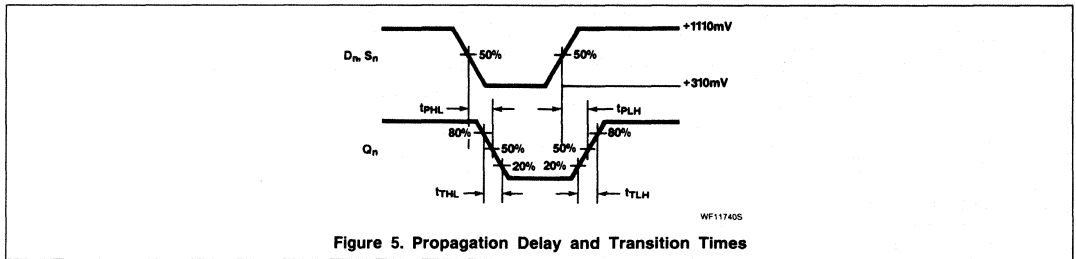 +1110mV
Dn, Sn
50%
50%
+310mV
tPHL
tPLH
80%
80%
Qn
50%
50%
20%
20%
tTHL
tTLH
WF11740S
Figure 5. Propagation Delay and Transition Times